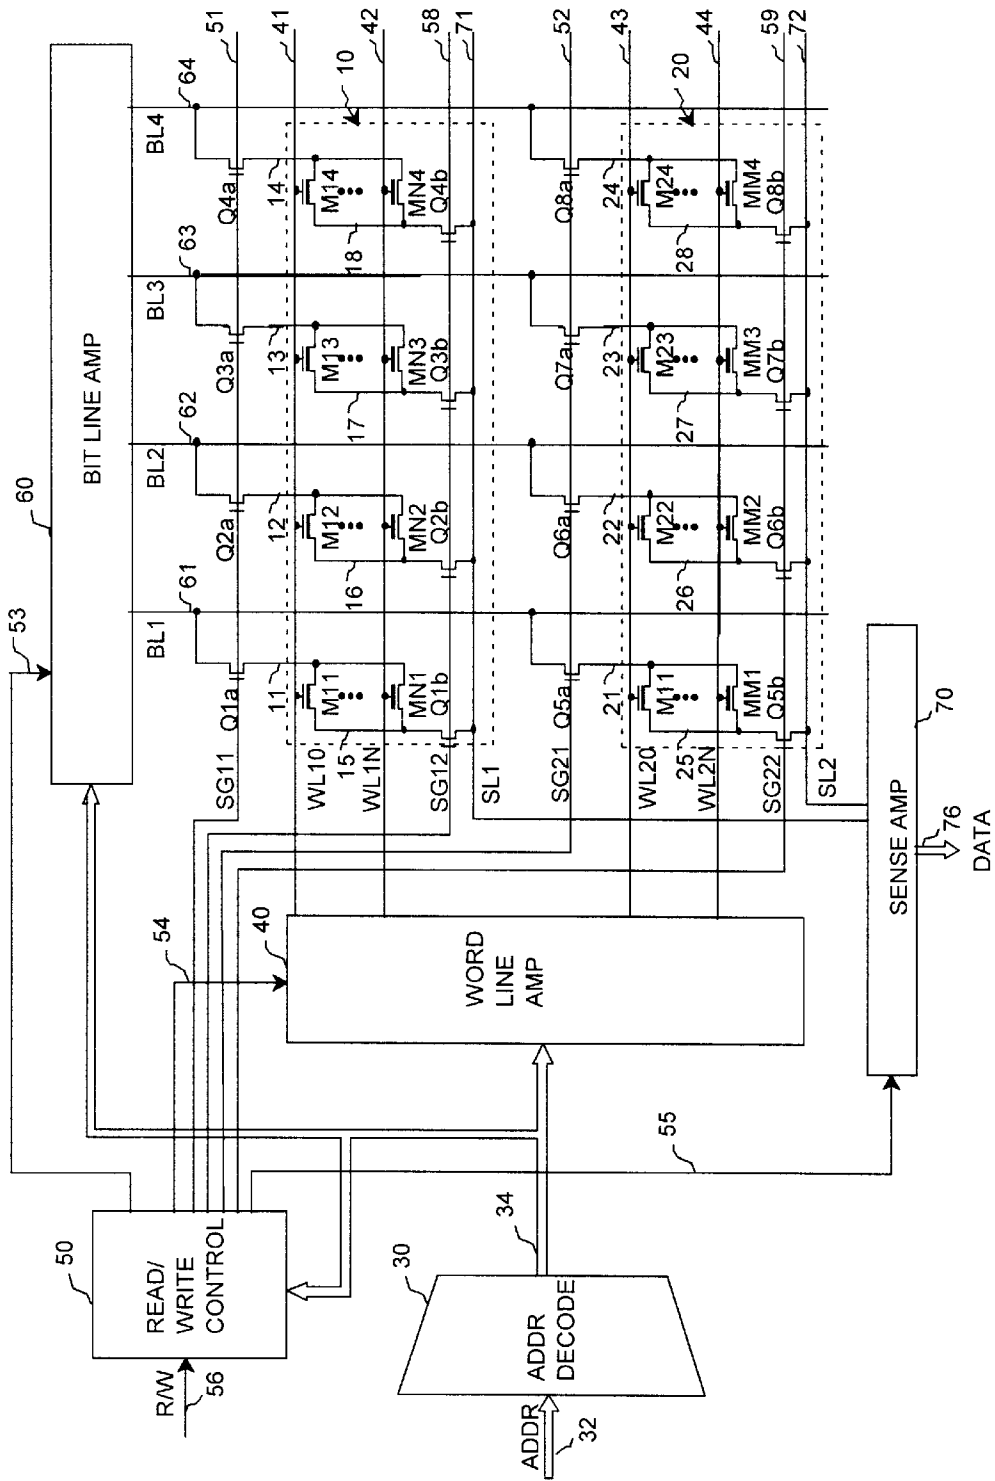 60
53
BIT LINE AMP
BL1
BL2
BL3
BL4
61
62
63
64
51
41
42
58
71
52
43
44
59
72
Q1a
Q2a
Q3a
Q4a
SG11
11
12
13
14
10
WL10
M11
M12
M13
M14
15
16
17
18
WL1N
MN1
MN2
MN3
MN4
SG12
Q1b
Q2b
Q3b
Q4b
SL1
SG21
Q5a
Q6a
Q7a
Q8a
21
22
23
24
20
WL20
M11
M22
M23
M24
25
26
27
28
WL2N
MM1
MM2
MM3
MM4
SG22
Q5b
Q6b
Q7b
Q8b
SL2
54
40
WORD
LINE
AMP
70
SENSE AMP
76
DATA
55
50
READ/
WRITE
CONTROL
R/W
56
34
30
ADDR
DECODE
ADDR
32